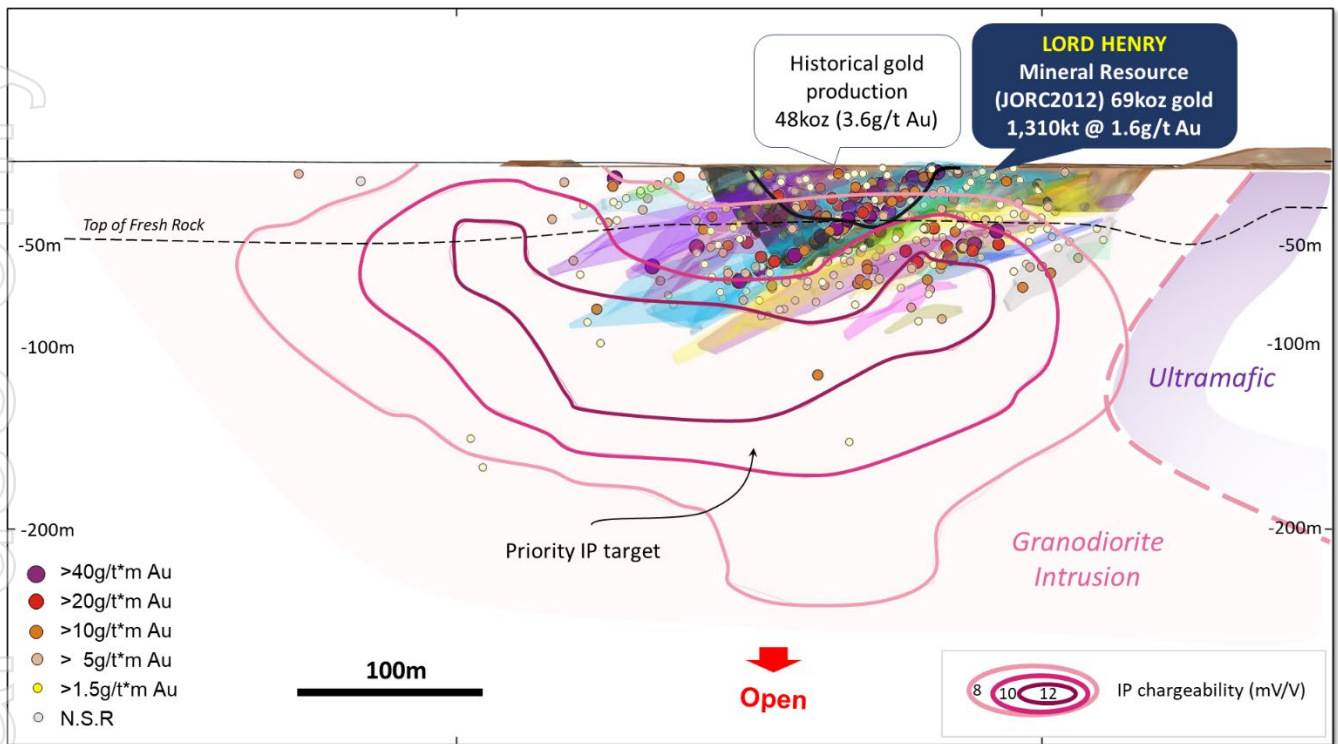 Historical gold
production
48koz (3.6g/t Au)
LORD HENRY
Mineral Resource
(JORC2012) 69koz gold
1,310kt @ 1.6g/t Au
Top of Fresh Rock
-50m
-50m
-100m
-100m
Ultramafic
-200m
-200m
Priority IP target
Granodiorite
Intrusion
>40g/t*m Au
>20g/t*m Au
>10g/t*m Au
> 5g/t*m Au
>1.5g/t*m Au
N.S.R
100m
Open
8 10 12 IP chargeability (mV/V)